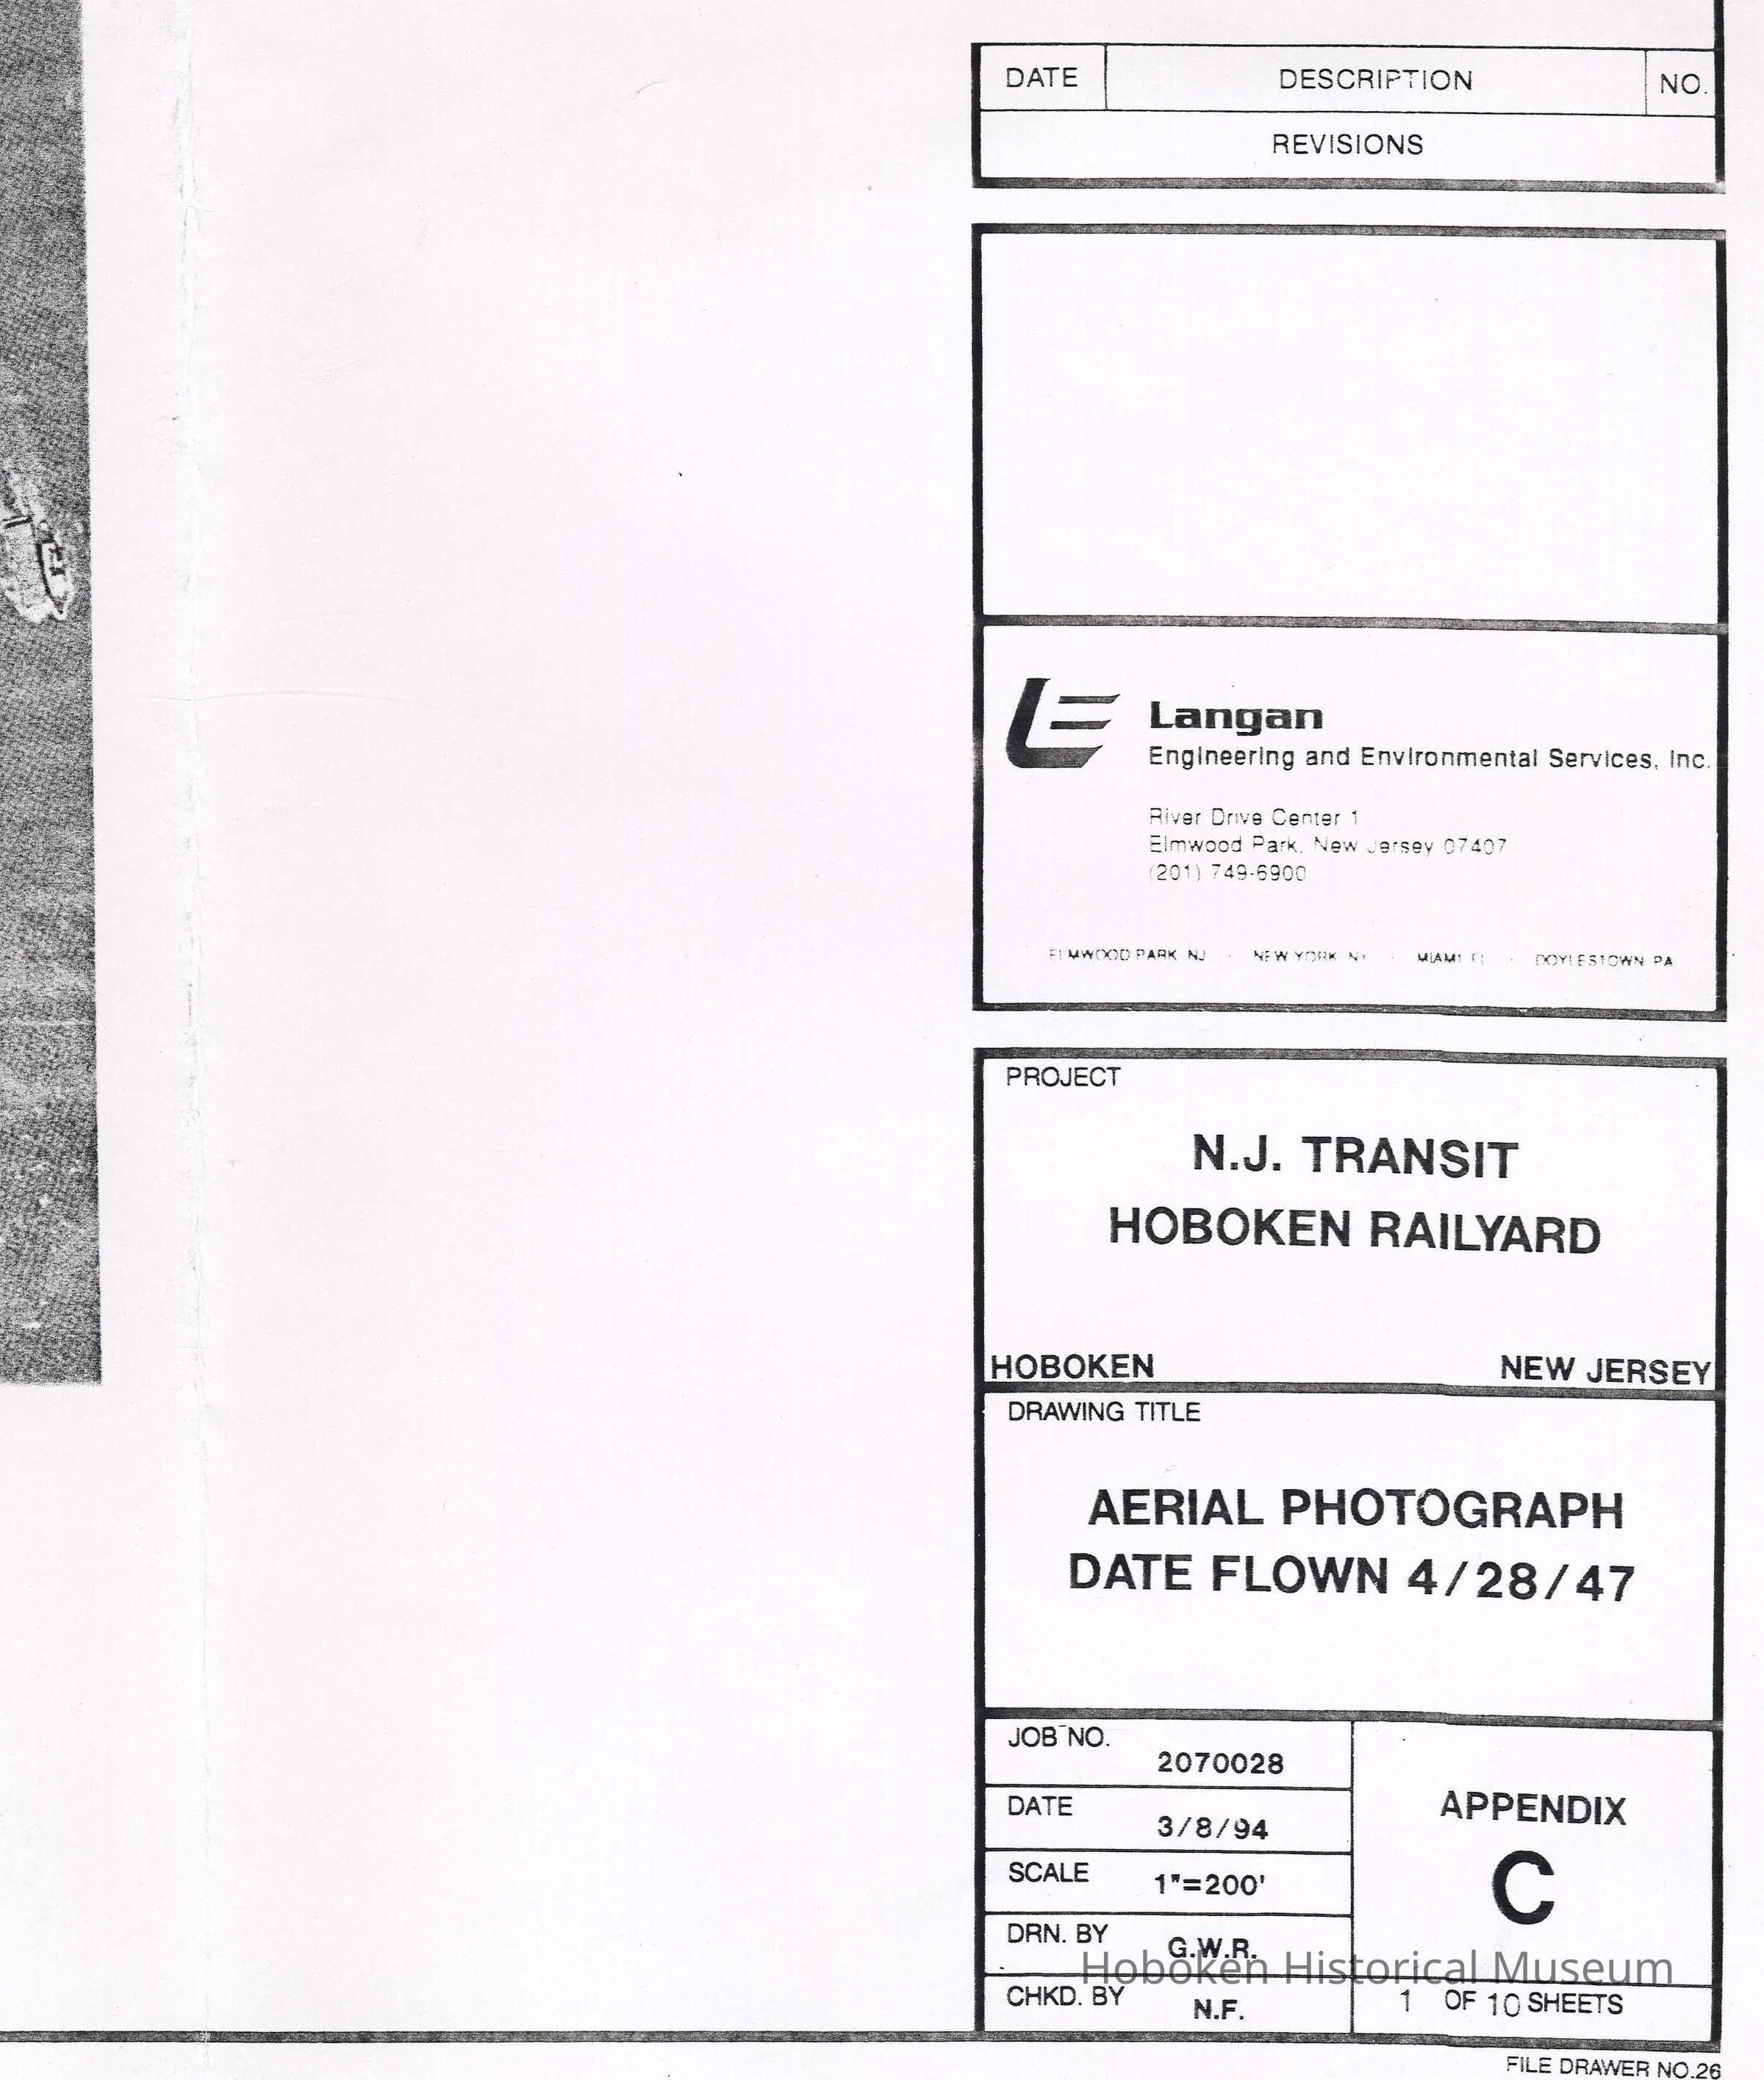 DATE DESCRIPTION NO.
REVISIONS
Langan
Engineering and Environmental Services, Inc.
River Drive Center 1
Elmwood Park, New Jersey 07407
(201) 749-6900
ELMWOOD PARK NJ · NEW YORK NY · MIAMI FL · DOYLESTOWN PA
PROJECT
N.J. TRANSIT
HOBOKEN RAILYARD
HOBOKEN NEW JERSEY
DRAWING TITLE
AERIAL PHOTOGRAPH
DATE FLOWN 4/28/47
JOB NO.
2070028
DATE
3/8/94
SCALE
1"=200'
DRN. BY
G.W.R.
CHKD. BY
N.F.
APPENDIX
C
1 OF 10 SHEETS
Hoboken Historical Museum
FILE DRAWER NO.26